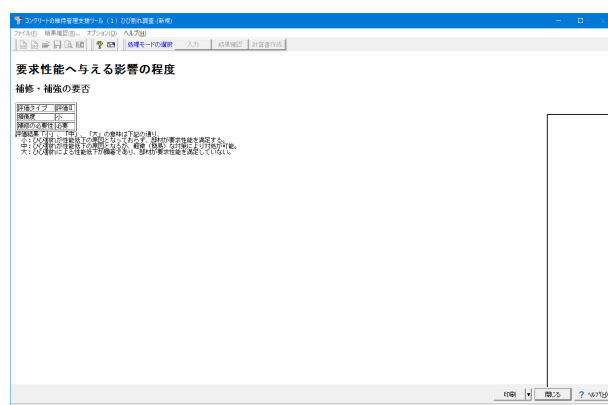 コンクリートの維持管理支援ツール（1）ひび割れ調査-(新規)
ファイル(F) 結果確認(R)... オプション(O) ヘルプ(H)
処理モードの選択 入力 結果確認 計算書作成
要求性能へ与える影響の程度
補修・補強の要否
評価タイプ 評価Ⅱ
損傷度 小
補修の必要性 必要
評価結果「小」、「中」、「大」の意味は下記の通り。
小：ひび割れが性能低下の原因となっておらず、部材が要求性能を満足する。
中：ひび割れが性能低下の原因となるが、軽微（簡易）な対策により対処が可能。
大：ひび割れによる性能低下が顕著であり、部材が要求性能を満足していない。
印刷 閉じる ? ヘルプ(H)